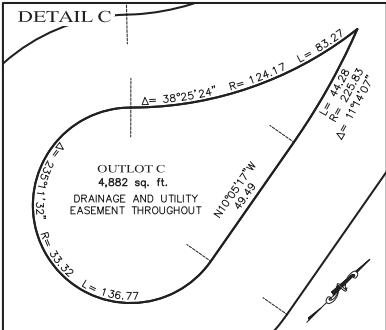 DETAIL C
Δ= 38°25'24" R= 124.17 L= 83.27
L= 44.28
R= 225.83
Δ= 11°14'07"
OUTLOT C
4,882 sq. ft.
DRAINAGE AND UTILITY
EASEMENT THROUGHOUT
N10°05'17"W
49.49
Δ= 235°11'32" R= 33.32 L= 136.77